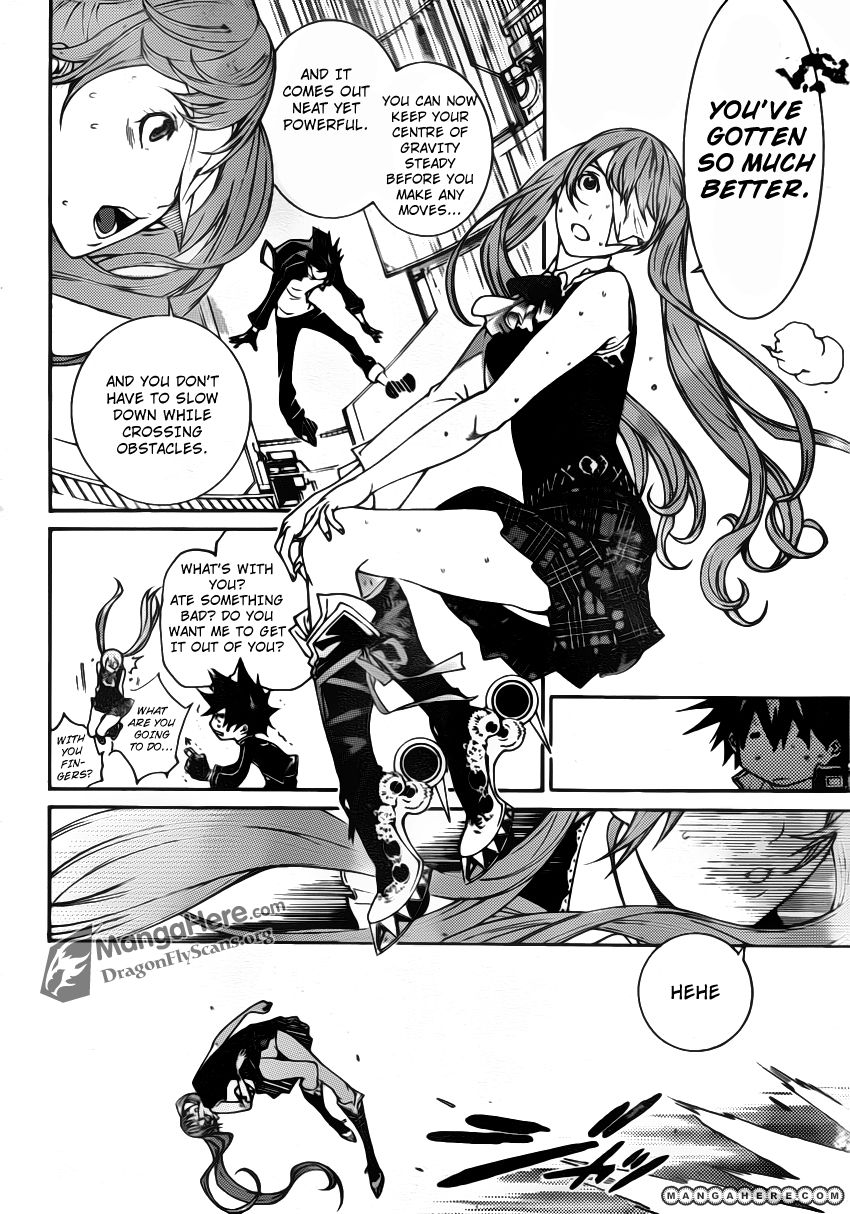 YOU'VE
GOTTEN
SO MUCH
BETTER.
YOU CAN NOW
KEEP YOUR
CENTRE OF
GRAVITY
STEADY
BEFORE YOU
MAKE ANY
MOVES...
AND IT
COMES OUT
NEAT YET
POWERFUL.
AND YOU DON'T
HAVE TO SLOW
DOWN WHILE
CROSSING
OBSTACLES.
WHAT'S WITH
YOU?
ATE SOMETHING
BAD? DO YOU
WANT ME TO GET
IT OUT OF YOU?
WHAT
ARE YOU
GOING
TO DO...
WITH
YOU
FIN-
GERS?
MangaHere.com
DragonFlyScans.org
HEHE
MANGAHERE.COM